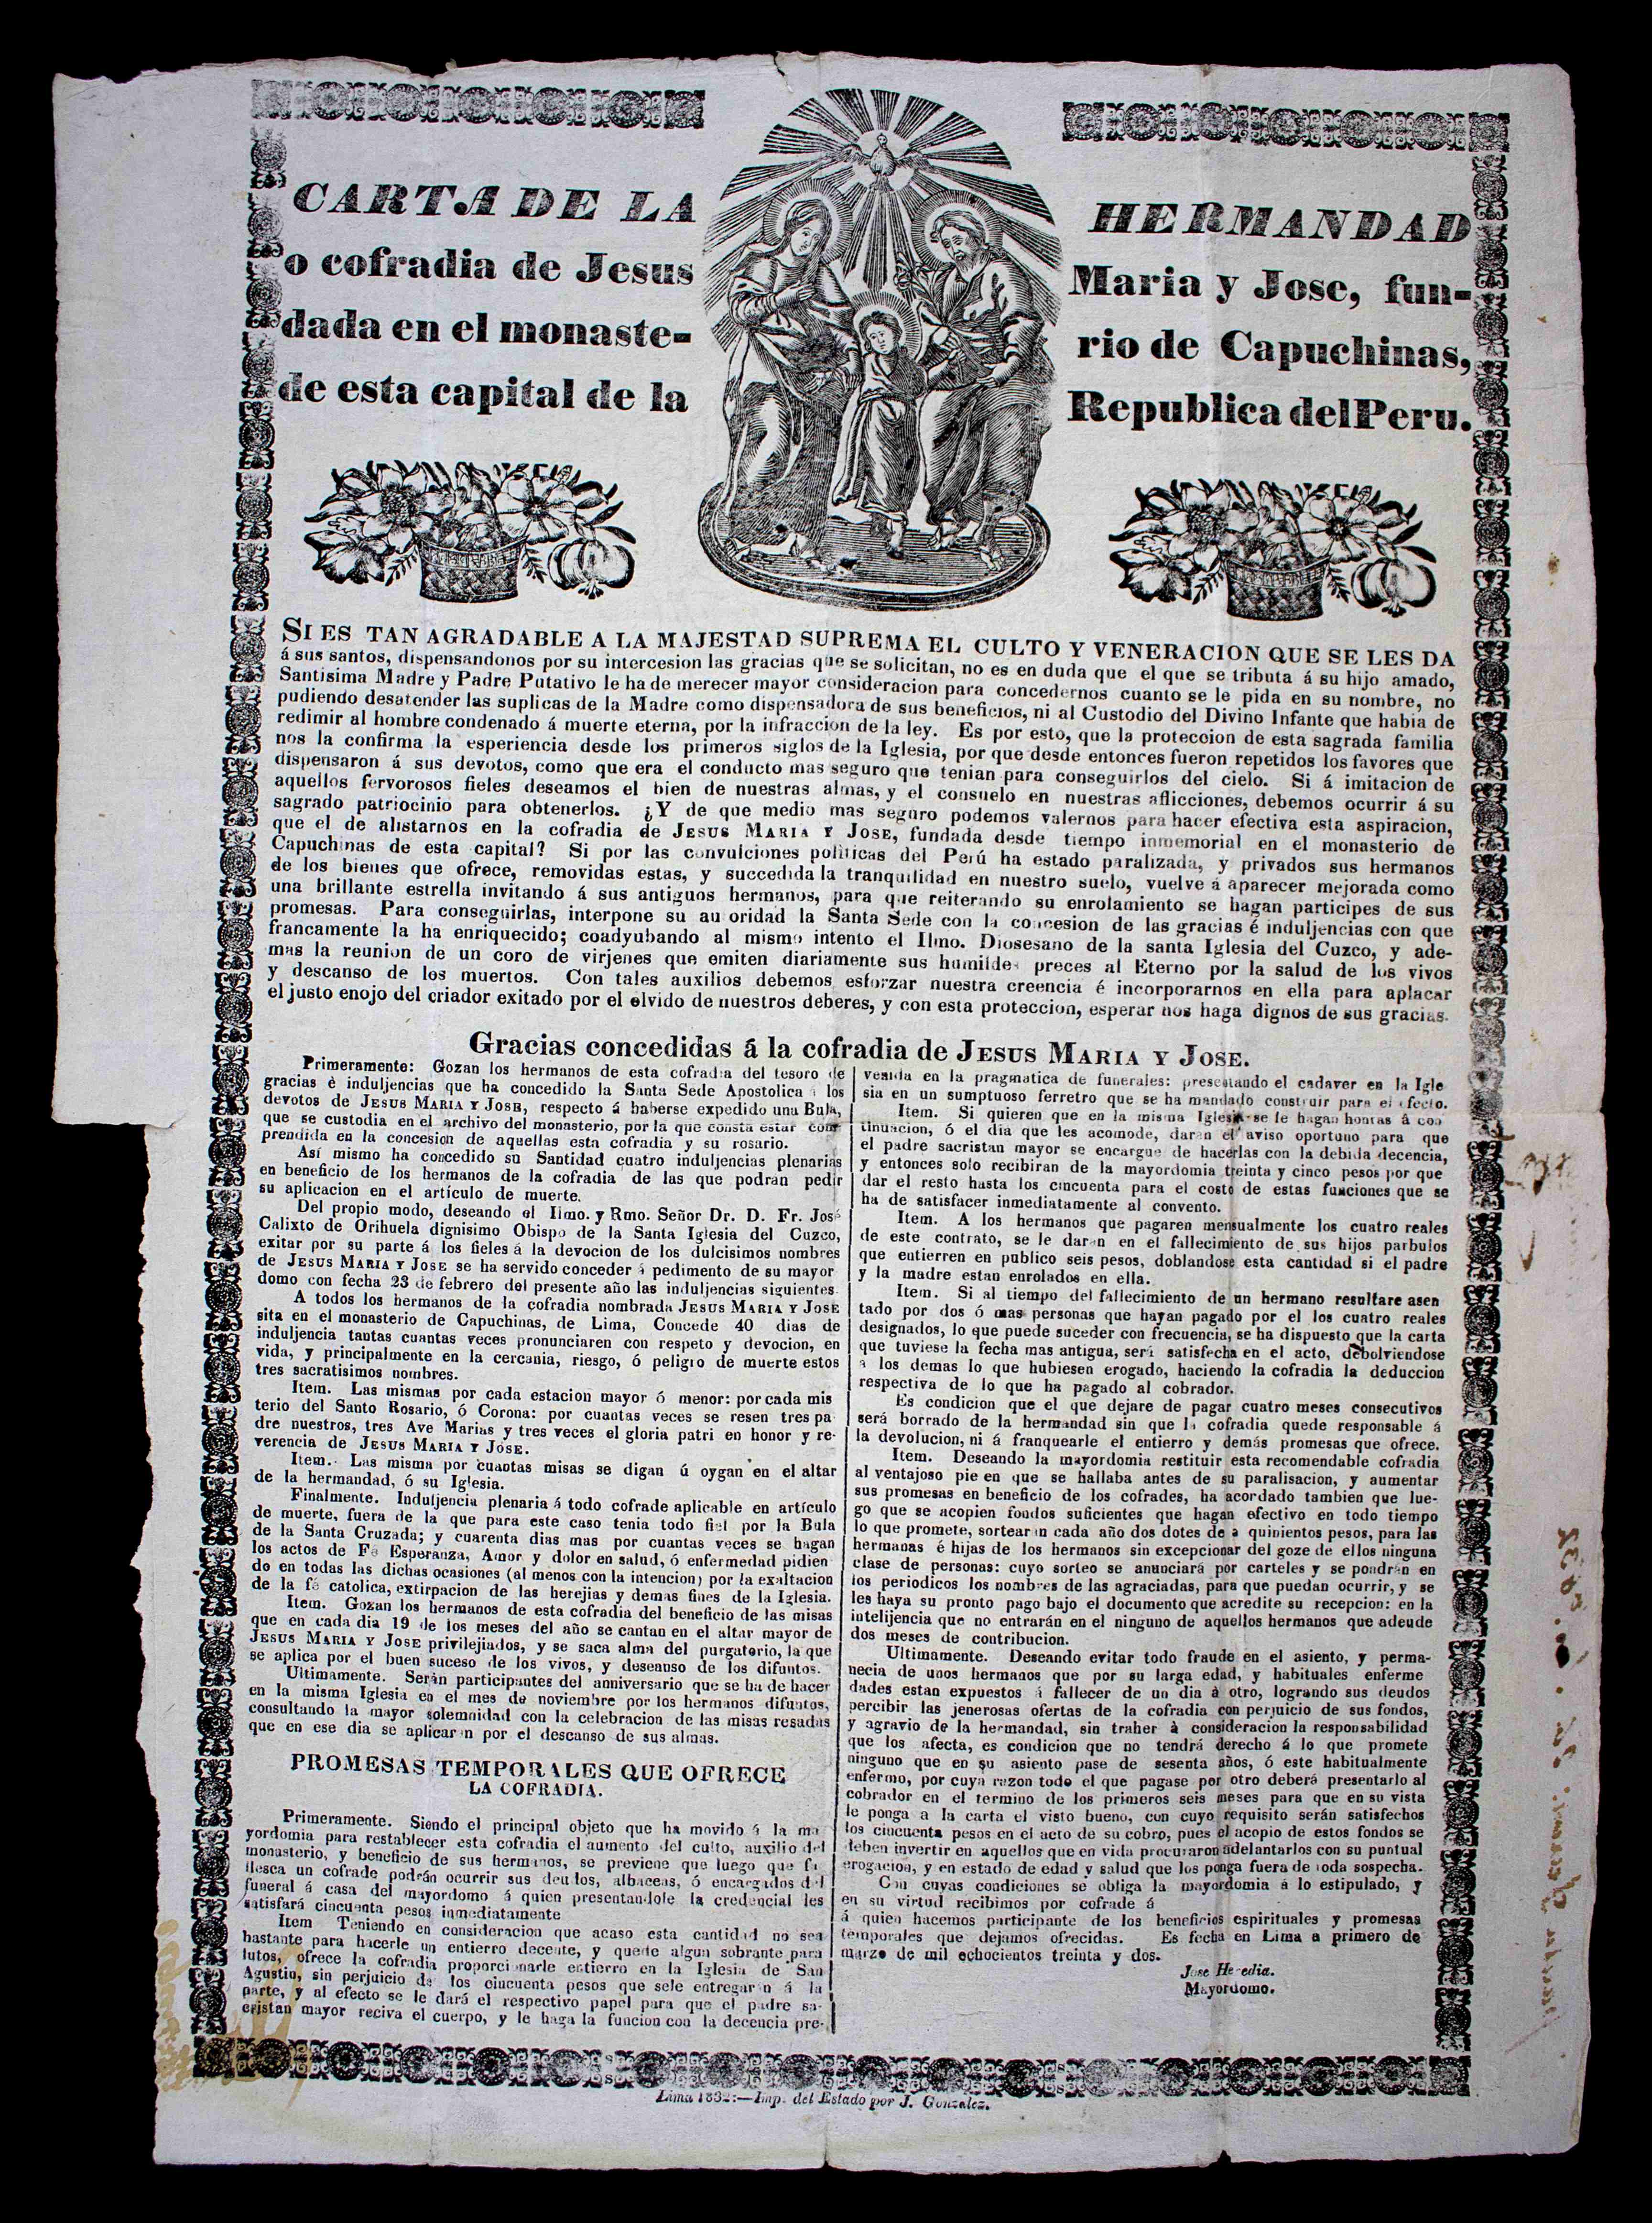 CARTA DE LA HERMANDAD
o cofradia de Jesus Maria y Jose, fun-
dada en el monaste- rio de Capuchinas,
de esta capital de la Republica del Peru.
SI ES TAN AGRADABLE A LA MAJESTAD SUPREMA EL CULTO Y VENERACION QUE SE LES DA
á sus santos, dispensandonos por su intercesion las gracias que se solicitan, no es en duda que el que se tributa á su hijo amado,
Santisima Madre y Padre Putativo le ha de merecer mayor consideracion para concedernos cuanto se le pida en su nombre, no
pudiendo desatender las suplicas de la Madre como dispensadora de sus beneficios, ni al Custodio del Divino Infante que habia de
redimir al hombre condenado á muerte eterna, por la infraccion de la ley. Es por esto, que la proteccion de esta sagrada familia
nos la confirma la esperiencia desde los primeros siglos de la Iglesia, por que desde entonces fueron repetidos los favores que
dispensaron á sus devotos, como que era el conducto mas seguro que tenian para conseguirlos del cielo. Si á imitacion de
aquellos fervorosos fieles deseamos el bien de nuestras almas, y el consuelo en nuestras aflicciones, debemos ocurrir á su
sagrado patriocinio para obtenerlos. ¿Y de que medio mas seguro podemos valernos para hacer efectiva esta aspiracion,
que el de alistarnos en la cofradia de JESUS MARIA Y JOSE, fundada desde tiempo inmemorial en el monasterio de
Capuchinas de esta capital? Si por las convulciones politicas del Perú ha estado paralizada, y privados sus hermanos
de los bienes que ofrece, removidas estas, y succedida la tranquilidad en nuestro suelo, vuelve á aparecer mejorada como
una brillante estrella invitando á sus antiguos hermanos, para que reiterando su enrolamiento se hagan participes de sus
promesas. Para conseguirlas, interpone su au oridad la Santa Sede con la concesion de las gracias é induljencias con que
francamente la ha enriquecido; coadyubando al mismo intento el Ilmo. Diosesano de la santa Iglesia del Cuzco, y ade-
mas la reunion de un coro de virjenes que emiten diariamente sus humildes preces al Eterno por la salud de los vivos
y descanso de los muertos. Con tales auxilios debemos esforzar nuestra creencia é incorporarnos en ella para aplacar
el justo enojo del criador exitado por el olvido de nuestros deberes, y con esta proteccion, esperar nos haga dignos de sus gracias.
Gracias concedidas á la cofradia de JESUS MARIA Y JOSE.
Primeramente: Gozan los hermanos de esta cofradia del tesoro de
gracias è induljencias que ha concedido la Santa Sede Apostolica á los
devotos de JESUS MARIA Y JOSE, respecto á haberse expedido una Bula,
que se custodia en el archivo del monasterio, por la que consta estar com
prendida en la concesion de aquellas esta cofradia y su rosario.
Así mismo ha concedido su Santidad cuatro induljencias plenarias
en beneficio de los hermanos de la cofradia de las que podran pedir
su aplicacion en el articulo de muerte.
Del propio modo, deseando el Ilmo. y Rmo. Señor Dr. D. Fr. José
Calixto de Orihuela dignisimo Obispo de la Santa Iglesia del Cuzco,
exitar por su parte á los fieles á la devocion de los dulcisimos nombres
de JESUS MARIA Y JOSE se ha servido conceder á pedimento de su mayor
domo con fecha 23 de febrero del presente año las induljencias siguientes.
A todos los hermanos de la cofradia nombrada JESUS MARIA Y JOSE
sita en el monasterio de Capuchinas, de Lima, Concede 40 dias de
induljencia tautas cuantas veces pronunciaren con respeto y devocion, en
vida, y principalmente en la cercania, riesgo, ó peligro de muerte estos
tres sacratisimos nombres.
Item. Las mismas por cada estacion mayor ó menor: por cada mis
terio del Santo Rosario, ó Corona: por cuantas veces se resen tres pa
dre nuestros, tres Ave Marias y tres veces el gloria patri en honor y re-
verencia de JESUS MARIA Y JOSE.
Item. Las misma por cuantas misas se digan ú oygan en el altar
de la hermandad, ó su Iglesia.
Finalmente. Induljencia plenaria á todo cofrade aplicable en artículo
de muerte, fuera de la que para este caso tenia todo fiel por la Bula
de la Santa Cruzada; y cuarenta dias mas por cuantas veces se hagan
los actos de Fé Esperanza, Amor y dolor en salud, ó enfermedad pidien
do en todas las dichas ocasiones (al menos con la intencion) por la exaltacion
de la fé catolica, extirpacion de las herejias y demas fines de la Iglesia.
Item. Gozan los hermanos de esta cofradia del beneficio de las misas
que en cada dia 19 de los meses del año se cantan en el altar mayor de
JESUS MARIA Y JOSE privilejiados, y se saca alma del purgatorio, la que
se aplica por el buen suceso de los vivos, y desenuso de los difuntos.
Ultimamente. Serán participantes del anniversario que se ha de hacer
en la misma Iglesia en el mes de noviembre por los hermanos difuntos,
consultando la mayor solemnidad con la celebracion de las misas resadas
que en ese dia se aplicar n por el descanso de sus almas.
PROMESAS TEMPORALES QUE OFRECE
LA COFRADIA.
Primeramente. Siendo el principal objeto que ha movido á la ma
yordomia para restablecer esta cofradia el aumento del culto, auxilio del
monasterio, y beneficio de sus hermanos, se previene que luego que fa
llesca un cofrade podrán ocurrir sus deudos, albaceas, ó encargados del
funeral á casa del mayordomo á quien presentandole la credencial les
satisfará cincuenta pesos inmediatamente
Item Teniendo en consideracion que acaso esta cantidad no sea
bastante para hacerle un entierro decente, y quede algun sobrante para
lutos, ofrece la cofradia proporcionarle entierro en la Iglesia de San
Agustin, sin perjuicio de los cincuenta pesos que sele entregar n á la
parte, y al efecto se le dará el respectivo papel para que el padre sa-
cristan mayor reciva el cuerpo, y le haga la funcion con la decencia pre-
venida en la pragmatica de funerales: presentando el cadaver en la Igle
sia en un sumptuoso ferretro que se ha mandado construir para el efecto.
Item. Si quieren que en la misma Iglesia se le hagan honras á con
tinuacion, ó el dia que les acomode, daran el aviso oportuno para que
el padre sacristan mayor se encargue de hacerlas con la debida decencia,
y entonces solo recibiran de la mayordomia treinta y cinco pesos por que
dar el resto hasta los cincuenta para el costo de estas funciones que se
ha de satisfacer inmediatamente al convento.
Item. A los hermanos que pagaren mensualmente los cuatro reales
de este contrato, se le daran en el fallecimiento de sus hijos parbulos
que entierren en publico seis pesos, doblandose esta cantidad si el padre
y la madre estan enrolados en ella.
Item. Si al tiempo del fallecimiento de un hermano resultare asen
tado por dos ó mas personas que hayan pagado por el los cuatro reales
designados, lo que puede suceder con frecuencia, se ha dispuesto que la carta
que tuviese la fecha mas antigua, será satisfecha en el acto, debolviendose
a los demas lo que hubiesen erogado, haciendo la cofradia la deduccion
respectiva de lo que ha pagado al cobrador.
Es condicion que el que dejare de pagar cuatro meses consecutivos
será borrado de la hermandad sin que la cofradia quede responsable á
la devolucion, ni á franquearle el entierro y demás promesas que ofrece.
Item. Deseando la mayordomia restituir esta recomendable cofradia
al ventajoso pie en que se hallaba antes de su paralisacion, y aumentar
sus promesas en beneficio de los cofrades, ha acordado tambien que lue-
go que se acopien fondos suficientes que hagan efectivo en todo tiempo
lo que promete, sortear n cada año dos dotes de a quinientos pesos, para las
hermanas é hijas de los hermanos sin excepcionar del goze de ellos ninguna
clase de personas: cuyo sorteo se anunciará por carteles y se pondran en
los periodicos los nombres de las agraciadas, para que puedan ocurrir, y se
les haya su pronto pago bajo el documento que acredite su recepcion: en la
intelijencia que no entrarán en el ninguno de aquellos hermanos que adeude
dos meses de contribucion.
Ultimamente. Deseando evitar todo fraude en el asiento, y perma-
necia de unos hermanos que por su larga edad, y habituales enferme
dades estan expuestos á fallecer de un dia à otro, logrando sus deudos
percibir las jenerosas ofertas de la cofradia con perjuicio de sus fondos,
y agravio de la hermandad, sin traher à consideracion la responsabilidad
que los afecta, es condicion que no tendrá derecho á lo que promete
ninguno que en su asiento pase de sesenta años, ó este habitualmente
enfermo, por cuya razon todo el que pagase por otro deberá presentarlo al
cobrador en el termino de los primeros seis meses para que en su vista
le ponga a la carta el visto bueno, con cuyo requisito serán satisfechos
los cincuenta pesos en el acto de su cobro, pues el acopio de estos fondos se
deben invertir en aquellos que en vida procuraron adelantarlos con su puntual
erogacion, y en estado de edad y salud que los ponga fuera de toda sospecha.
Con cuyas condiciones se obliga la mayordomia á lo estipulado, y
en su virtud recibimos por cofrade á
á quien hacemos participante de los beneficios espirituales y promesas
temporales que dejamos ofrecidas. Es fecha en Lima a primero de
marzo de mil ochocientos treinta y dos.
Jose Heredia.
Mayordomo.
Lima 1832:—Imp. del Estado por J. Gonzalez.